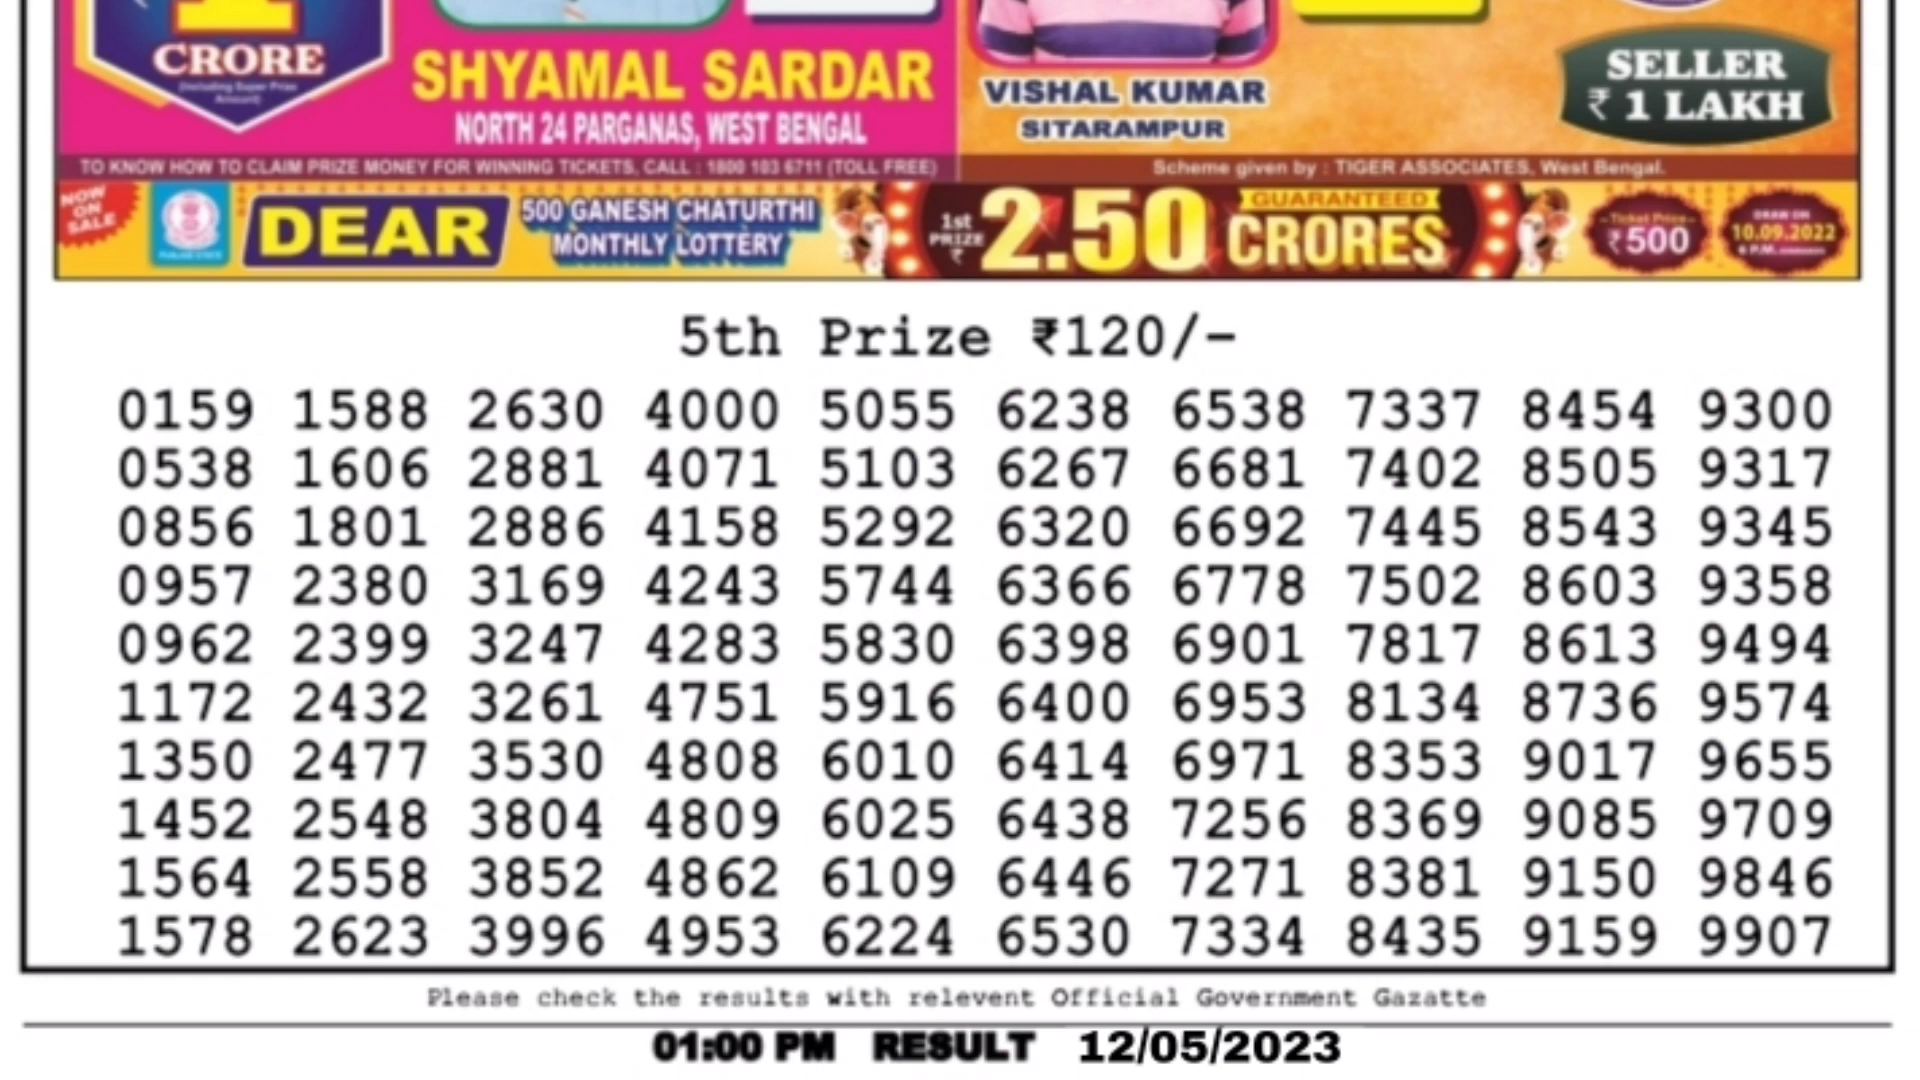 CRORE
(Including Super Prize
Amount)
SHYAMAL SARDAR
NORTH 24 PARGANAS, WEST BENGAL
VISHAL KUMAR
SITARAMPUR
SELLER
₹ 1 LAKH
TO KNOW HOW TO CLAIM PRIZE MONEY FOR WINNING TICKETS, CALL : 1800 103 6711 (TOLL FREE)
Scheme given by : TIGER ASSOCIATES, West Bengal.
NOW
ON
SALE
DEAR
500 GANESH CHATURTHI
MONTHLY LOTTERY
1st
PRIZE
₹
2.50
GUARANTEED
CRORES
Ticket Price
₹500
DRAW ON
10.09.2022
6 P.M.
5th Prize ₹120/-
0159 1588 2630 4000 5055 6238 6538 7337 8454 9300
0538 1606 2881 4071 5103 6267 6681 7402 8505 9317
0856 1801 2886 4158 5292 6320 6692 7445 8543 9345
0957 2380 3169 4243 5744 6366 6778 7502 8603 9358
0962 2399 3247 4283 5830 6398 6901 7817 8613 9494
1172 2432 3261 4751 5916 6400 6953 8134 8736 9574
1350 2477 3530 4808 6010 6414 6971 8353 9017 9655
1452 2548 3804 4809 6025 6438 7256 8369 9085 9709
1564 2558 3852 4862 6109 6446 7271 8381 9150 9846
1578 2623 3996 4953 6224 6530 7334 8435 9159 9907
Please check the results with relevent Official Government Gazatte
01:00 PM RESULT 12/05/2023